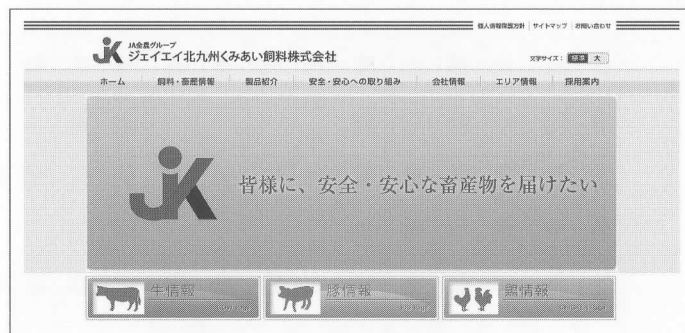 個人情報保護方針 サイトマップ お問い合わせ
JK
JA全農グループ
ジェイエイ北九州くみあい飼料株式会社
文字サイズ： 標準 大
ホーム 飼料・畜産情報 製品紹介 安全・安心への取り組み 会社情報 エリア情報 採用案内
JK
皆様に、安全・安心な畜産物を届けたい
牛情報 豚情報 鶏情報